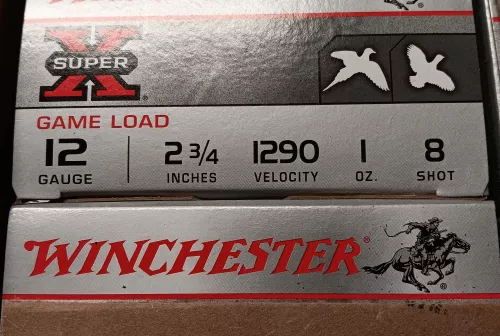 SUPER
X
GAME LOAD
12 2 3/4 1290 1 8
GAUGE INCHES VELOCITY OZ. SHOT
WINCHESTER®